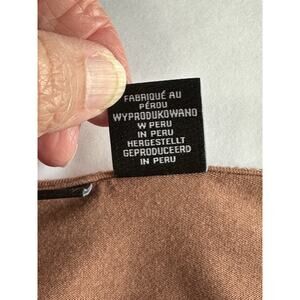 FABRIQUÉ AU
PÉROU
WYPRODUKOWANO
W PERU
IN PERU
HERGESTELLT
GEPRODUCEERD
IN PERU